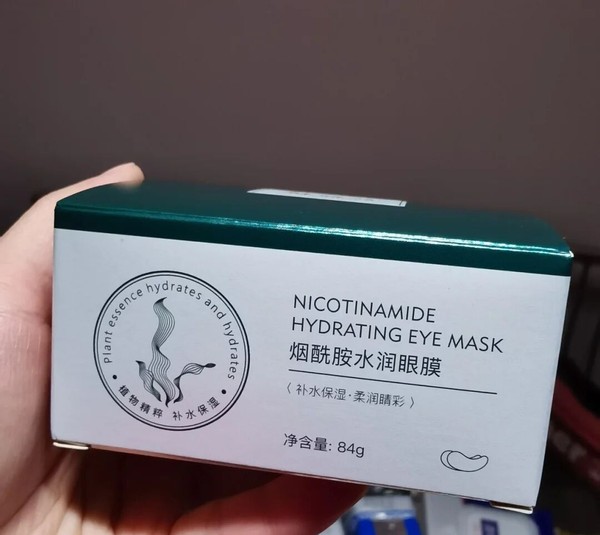 Plant essence hydrates and hydrates
植物精粹 补水保湿
NICOTINAMIDE
HYDRATING EYE MASK
烟酰胺水润眼膜
〈 补水保湿·柔润睛彩 〉
净含量: 84g